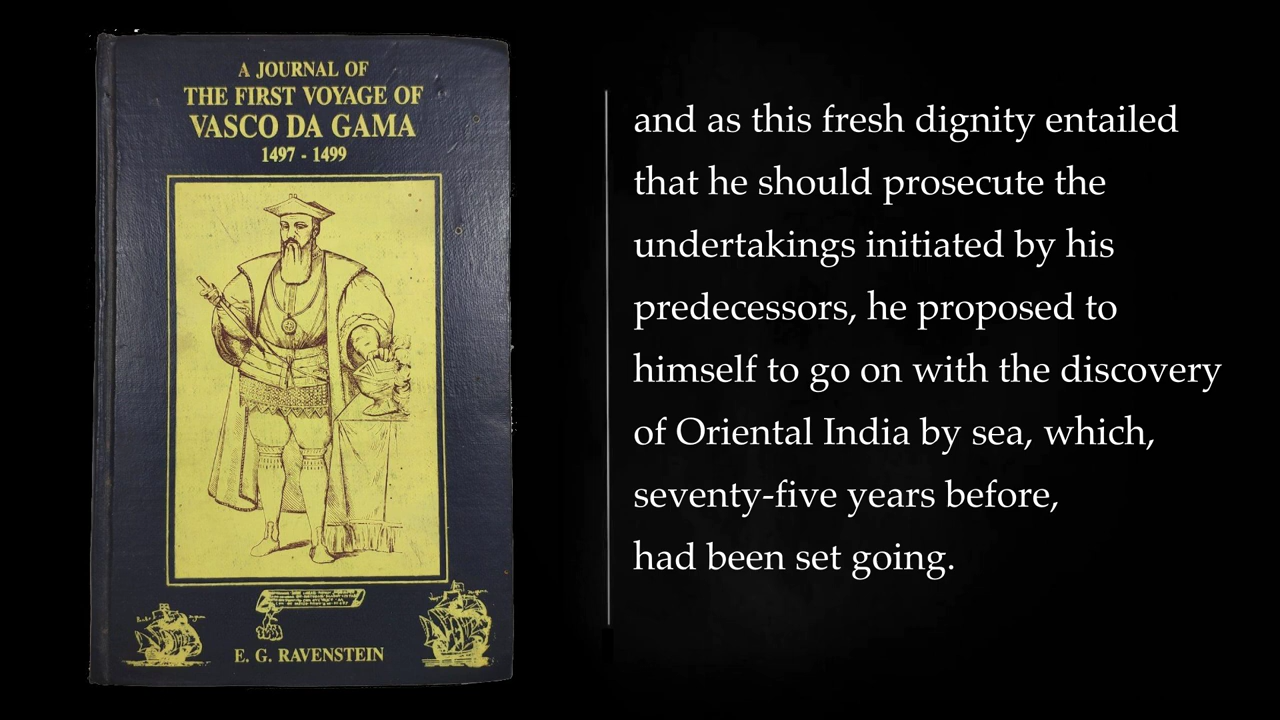 A JOURNAL OF
THE FIRST VOYAGE OF
VASCO DA GAMA
1497 - 1499
E. G. RAVENSTEIN
and as this fresh dignity entailed
that he should prosecute the
undertakings initiated by his
predecessors, he proposed to
himself to go on with the discovery
of Oriental India by sea, which,
seventy-five years before,
had been set going.